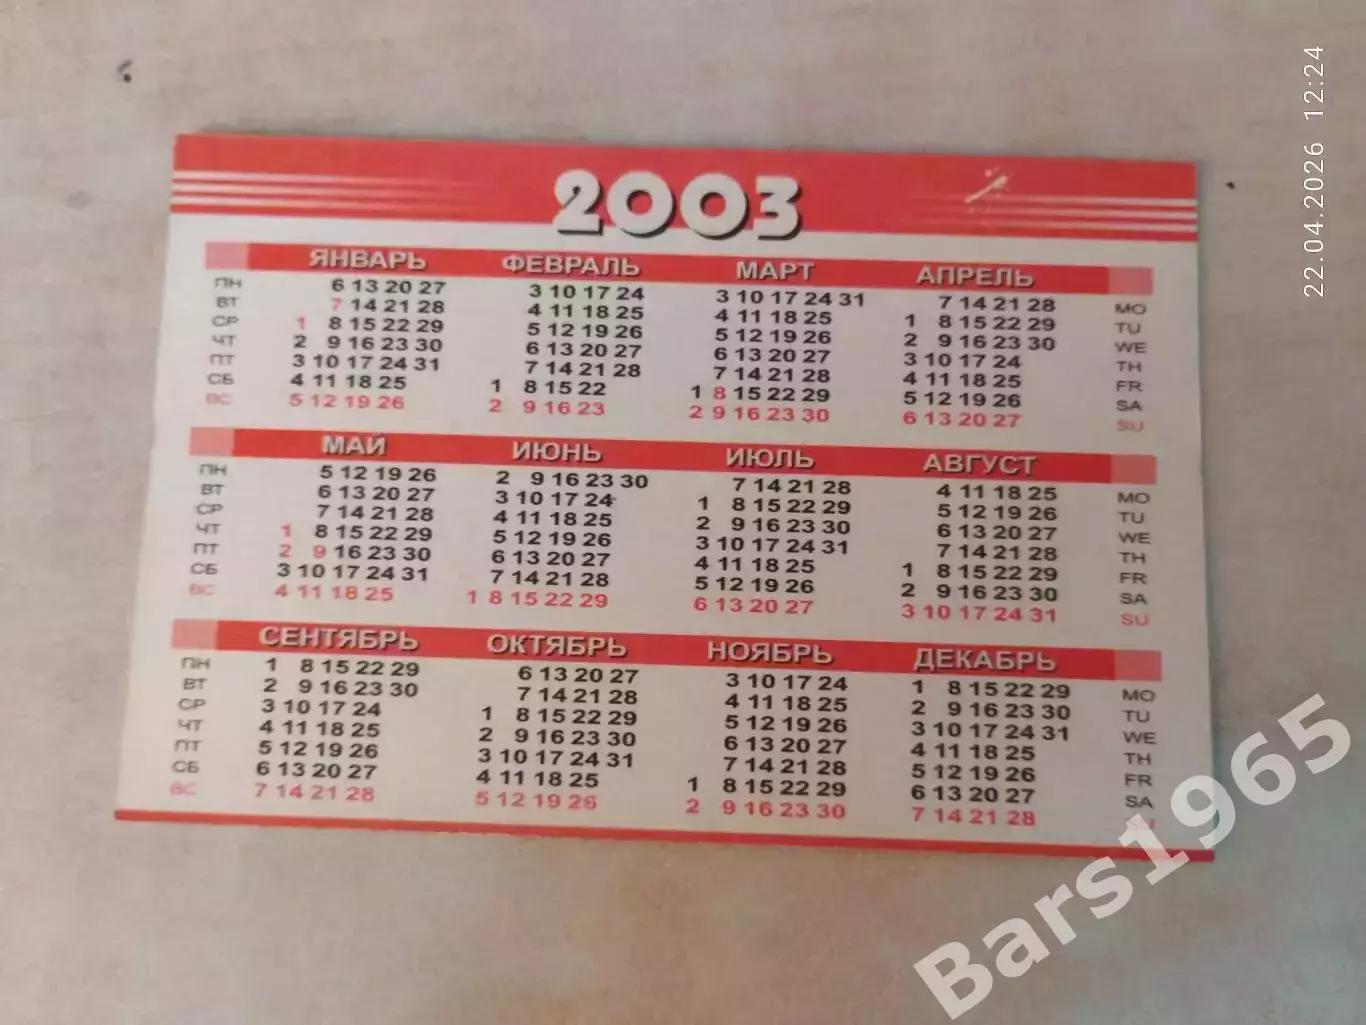 2003
ЯНВАРЬ ФЕВРАЛЬ МАРТ АПРЕЛЬ
ПН 6 13 20 27 3 10 17 24 3 10 17 24 31 7 14 21 28 MO
ВТ 7 14 21 28 4 11 18 25 4 11 18 25 1 8 15 22 29 TU
СР 1 8 15 22 29 5 12 19 26 5 12 19 26 2 9 16 23 30 WE
ЧТ 2 9 16 23 30 6 13 20 27 6 13 20 27 3 10 17 24 TH
ПТ 3 10 17 24 31 7 14 21 28 7 14 21 28 4 11 18 25 FR
СБ 4 11 18 25 1 8 15 22 1 8 15 22 29 5 12 19 26 SA
ВС 5 12 19 26 2 9 16 23 2 9 16 23 30 6 13 20 27 SU
МАЙ ИЮНЬ ИЮЛЬ АВГУСТ
ПН 5 12 19 26 2 9 16 23 30 7 14 21 28 4 11 18 25 MO
ВТ 6 13 20 27 3 10 17 24 1 8 15 22 29 5 12 19 26 TU
СР 7 14 21 28 4 11 18 25 2 9 16 23 30 6 13 20 27 WE
ЧТ 1 8 15 22 29 5 12 19 26 3 10 17 24 31 7 14 21 28 TH
ПТ 2 9 16 23 30 6 13 20 27 4 11 18 25 1 8 15 22 29 FR
СБ 3 10 17 24 31 7 14 21 28 5 12 19 26 2 9 16 23 30 SA
ВС 4 11 18 25 1 8 15 22 29 6 13 20 27 3 10 17 24 31 SU
СЕНТЯБРЬ ОКТЯБРЬ НОЯБРЬ ДЕКАБРЬ
ПН 1 8 15 22 29 6 13 20 27 3 10 17 24 1 8 15 22 29 MO
ВТ 2 9 16 23 30 7 14 21 28 4 11 18 25 2 9 16 23 30 TU
СР 3 10 17 24 1 8 15 22 29 5 12 19 26 3 10 17 24 31 WE
ЧТ 4 11 18 25 2 9 16 23 30 6 13 20 27 4 11 18 25 TH
ПТ 5 12 19 26 3 10 17 24 31 7 14 21 28 5 12 19 26 FR
СБ 6 13 20 27 4 11 18 25 1 8 15 22 29 6 13 20 27 SA
ВС 7 14 21 28 5 12 19 26 2 9 16 23 30 7 14 21 28 SU
22.04.2026 12:24
Bars1965